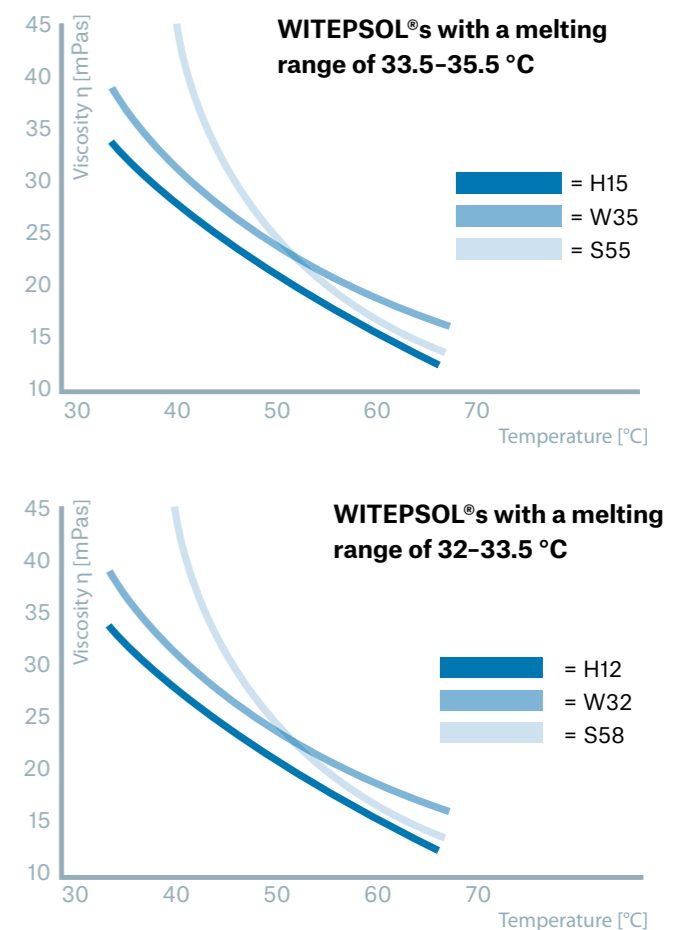 WITEPSOL®s with a melting
range of 33.5–35.5 °C
Viscosity η [mPas]
45
40
35
30
25
20
15
10
= H15
= W35
= S55
30 40 50 60 70
Temperature [°C]
WITEPSOL®s with a melting
range of 32–33.5 °C
Viscosity η [mPas]
45
40
35
30
25
20
15
10
= H12
= W32
= S58
30 40 50 60 70
Temperature [°C]